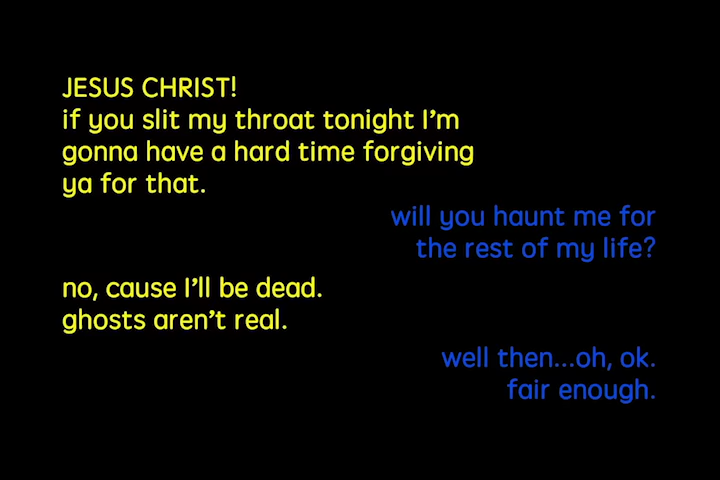 JESUS CHRIST!
if you slit my throat tonight I’m
gonna have a hard time forgiving
ya for that.
will you haunt me for
the rest of my life?
no, cause I’ll be dead.
ghosts aren’t real.
well then...oh, ok.
fair enough.